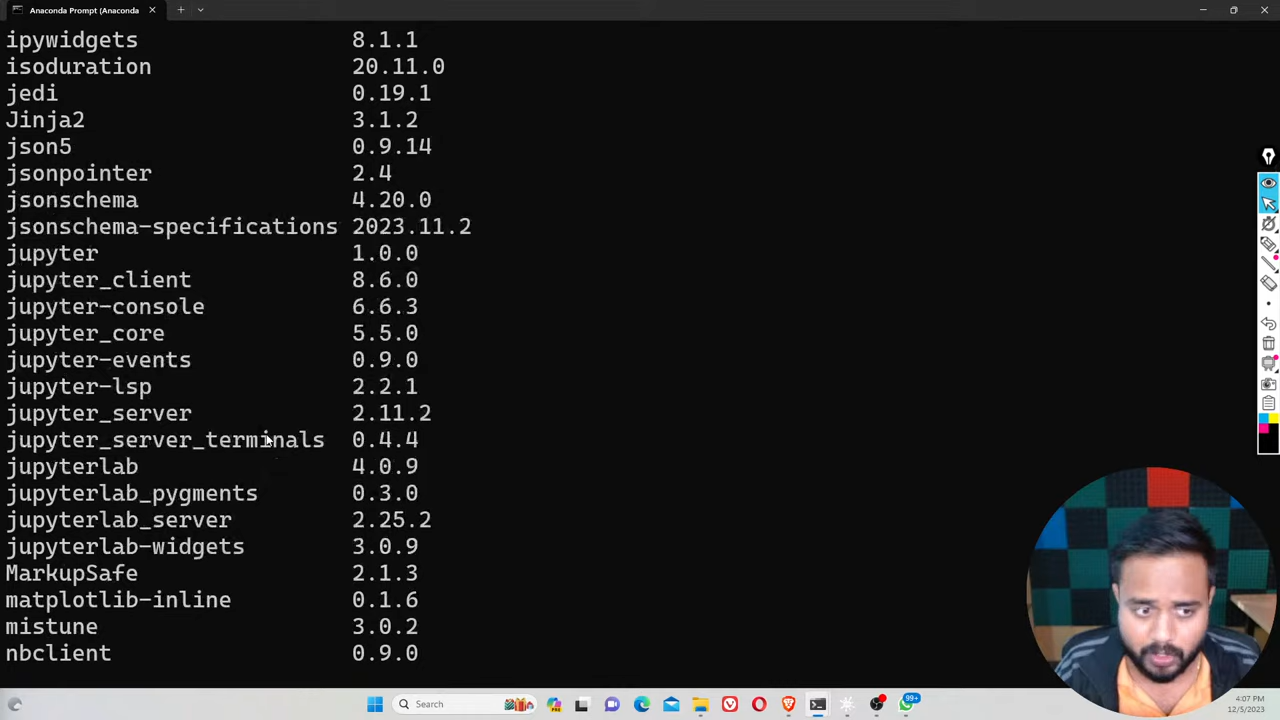 Anaconda Prompt (Anaconda
ipywidgets 8.1.1
isoduration 20.11.0
jedi 0.19.1
Jinja2 3.1.2
json5 0.9.14
jsonpointer 2.4
jsonschema 4.20.0
jsonschema-specifications 2023.11.2
jupyter 1.0.0
jupyter_client 8.6.0
jupyter-console 6.6.3
jupyter_core 5.5.0
jupyter-events 0.9.0
jupyter-lsp 2.2.1
jupyter_server 2.11.2
jupyter_server_terminals 0.4.4
jupyterlab 4.0.9
jupyterlab_pygments 0.3.0
jupyterlab_server 2.25.2
jupyterlab-widgets 3.0.9
MarkupSafe 2.1.3
matplotlib-inline 0.1.6
mistune 3.0.2
nbclient 0.9.0
Search
99+
4:07 PM
12/5/2023